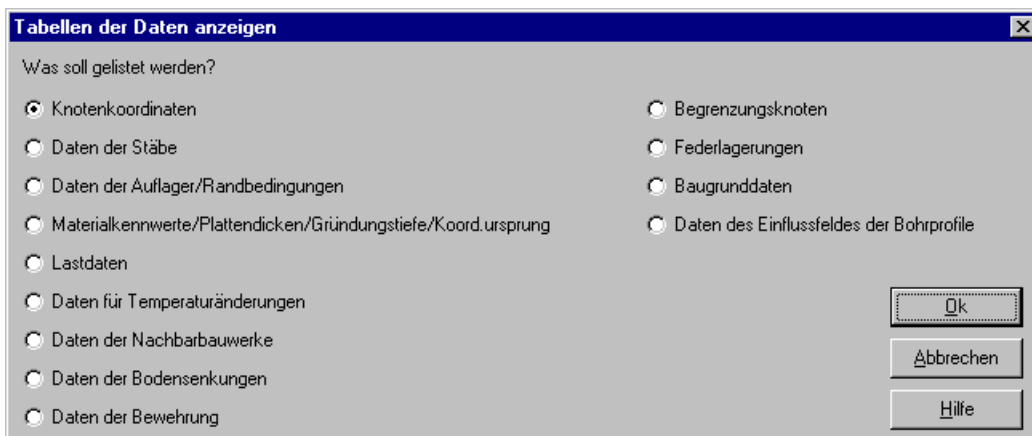 Tabellen der Daten anzeigen
Was soll gelistet werden?
Knotenkoordinaten
Daten der Stäbe
Daten der Auflager/Randbedingungen
Materialkennwerte/Plattendicken/Gründungstiefe/Koord.ursprung
Lastdaten
Daten für Temperaturänderungen
Daten der Nachbarbauwerke
Daten der Bodensenkungen
Daten der Bewehrung
Begrenzungsknoten
Federlagerungen
Baugrunddaten
Daten des Einflussfeldes der Bohrprofile
Ok
Abbrechen
Hilfe